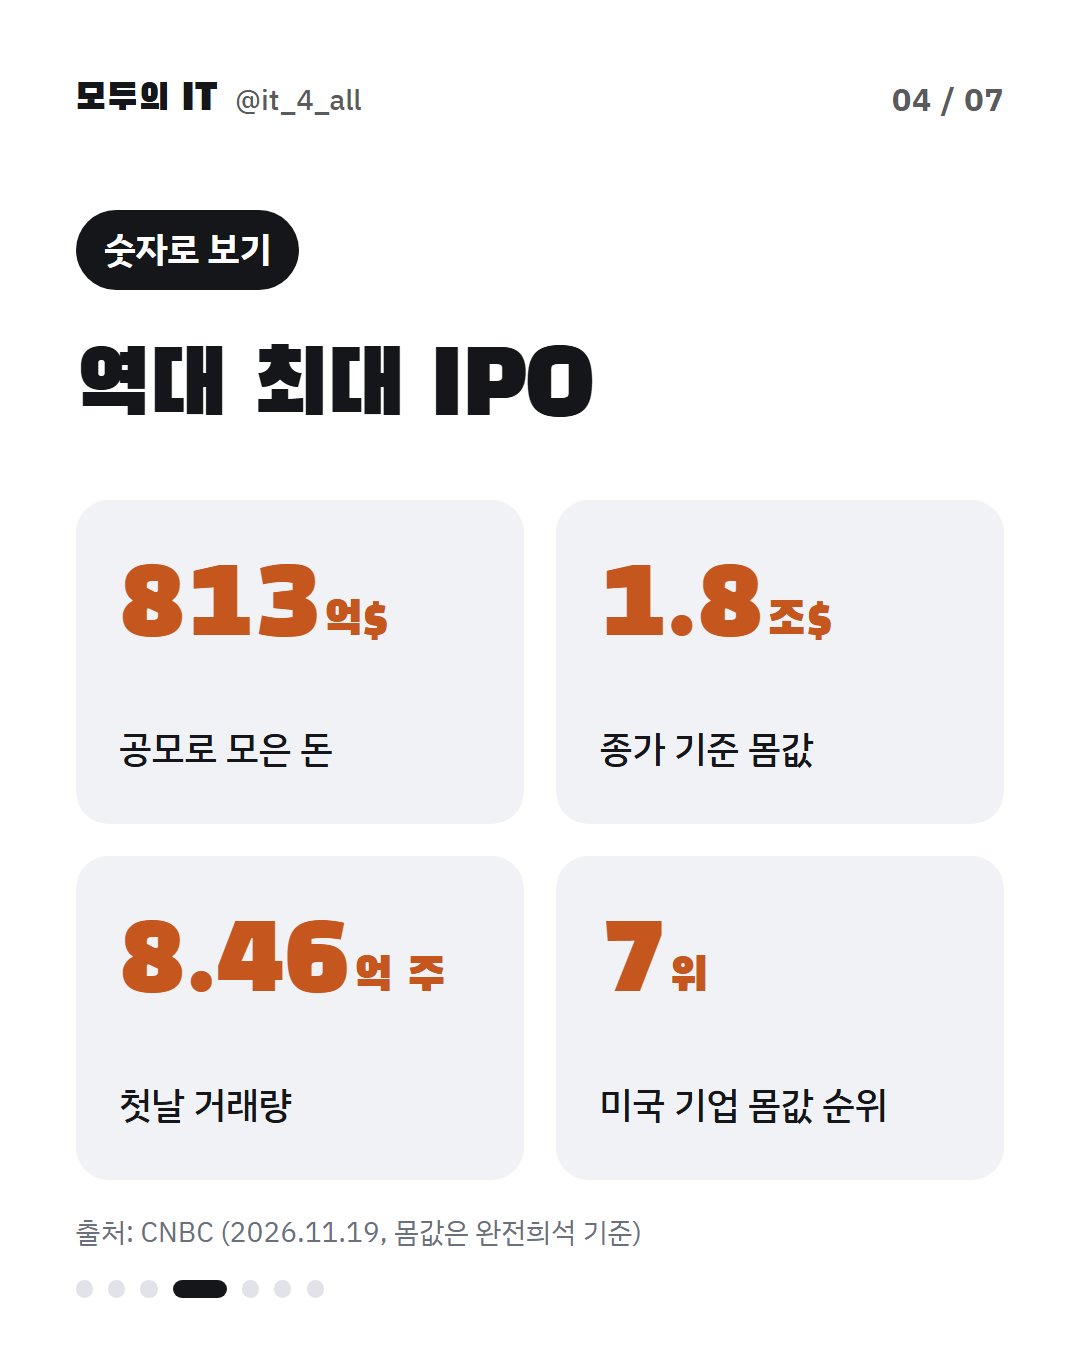 모두의 IT @it_4_all
04 / 07
숫자로 보기
역대 최대 IPO
813억$
공모로 모은 돈
1.8조$
종가 기준 몸값
8.46억 주
첫날 거래량
7위
미국 기업 몸값 순위
출처: CNBC (2026.11.19, 몸값은 완전희석 기준)